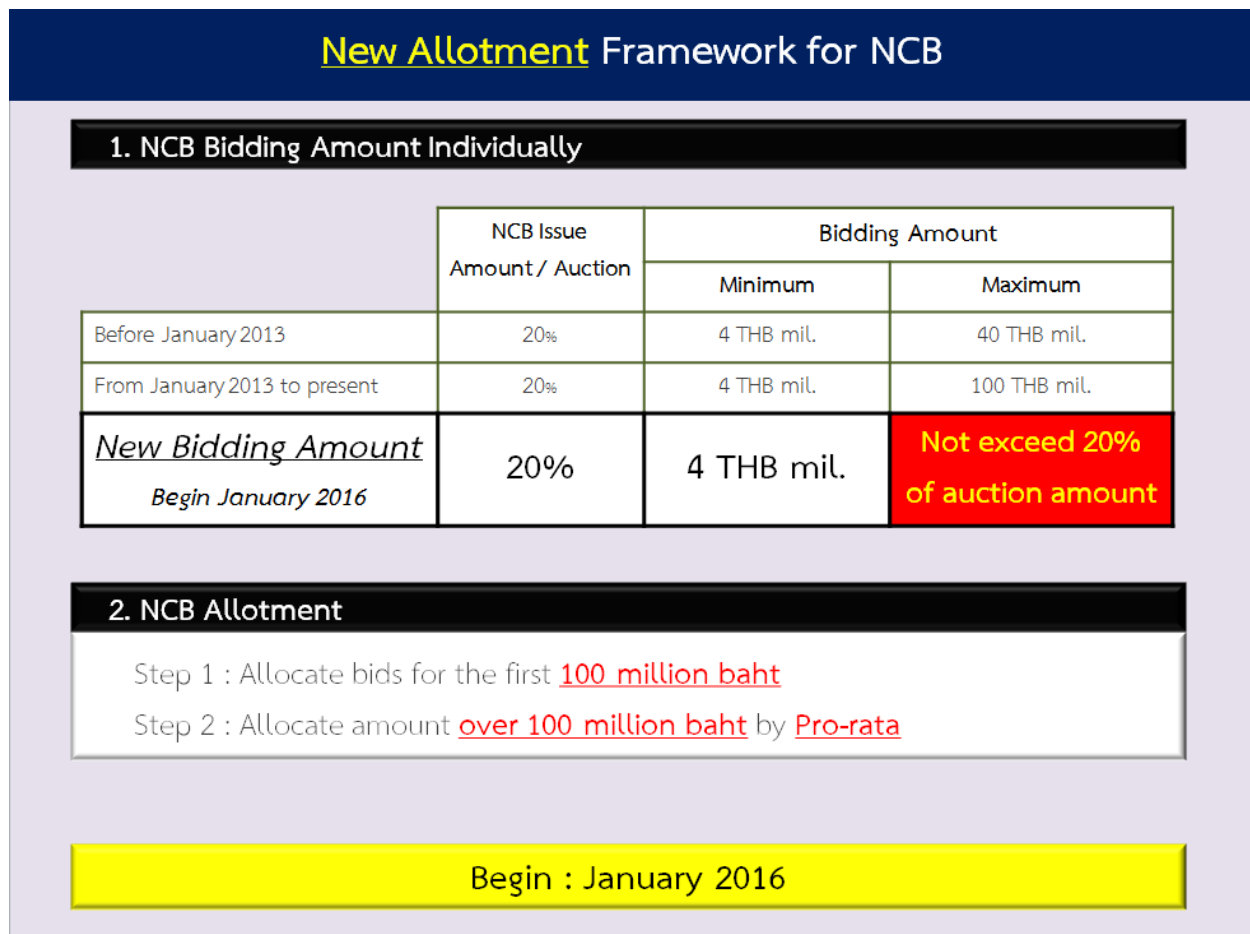 New Allotment Framework for NCB
1. NCB Bidding Amount Individually
NCB Issue
Amount / Auction
Bidding Amount
Minimum
Maximum
Before January 2013
20%
4 THB mil.
40 THB mil.
From January 2013 to present
20%
4 THB mil.
100 THB mil.
New Bidding Amount
Begin January 2016
20%
4 THB mil.
Not exceed 20%
of auction amount
2. NCB Allotment
Step 1 : Allocate bids for the first 100 million baht
Step 2 : Allocate amount over 100 million baht by Pro-rata
Begin : January 2016